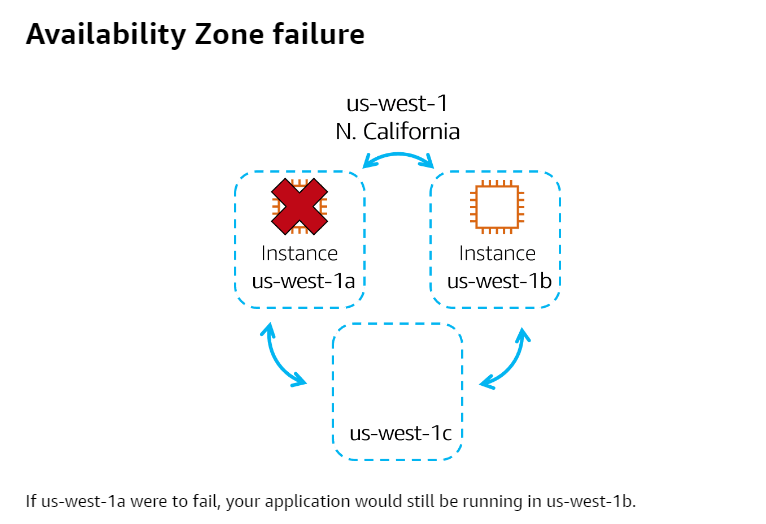 Availability Zone failure
us-west-1
N. California
Instance
us-west-1a
Instance
us-west-1b
us-west-1c
If us-west-1a were to fail, your application would still be running in us-west-1b.